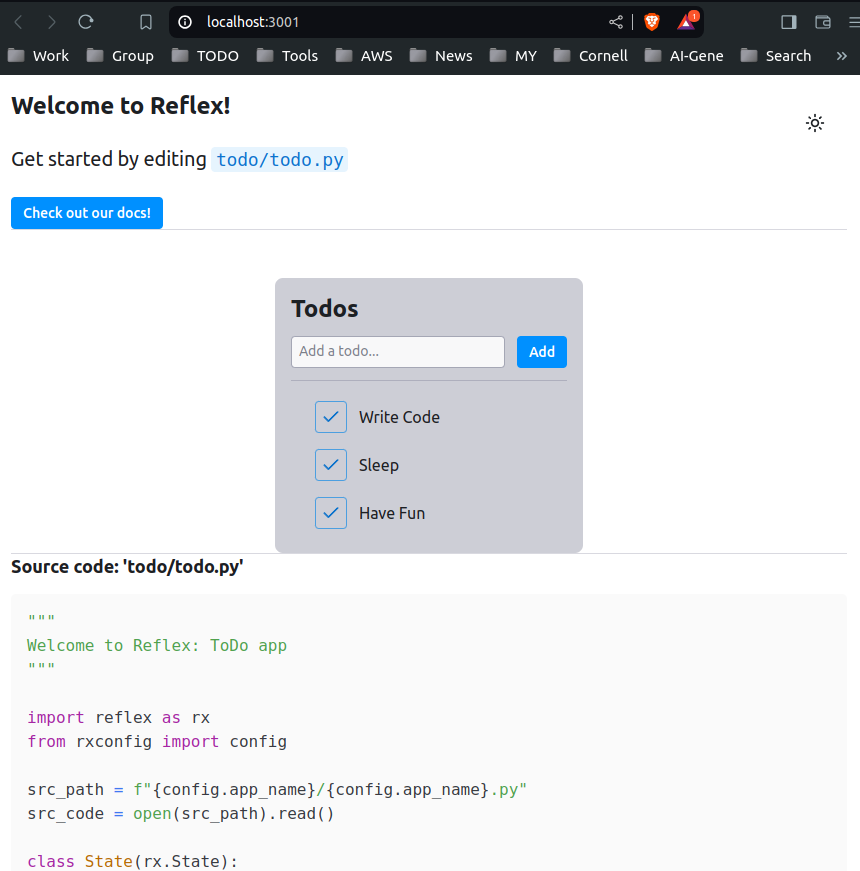 localhost:3001
1
Work Group TODO Tools AWS News MY Cornell AI-Gene Search »
Welcome to Reflex!
Get started by editing todo/todo.py
Check out our docs!
Todos
Add a todo... Add
Write Code
Sleep
Have Fun
Source code: 'todo/todo.py'
"""
Welcome to Reflex: ToDo app
"""
import reflex as rx
from rxconfig import config
src_path = f"{config.app_name}/{config.app_name}.py"
src_code = open(src_path).read()
class State(rx.State):